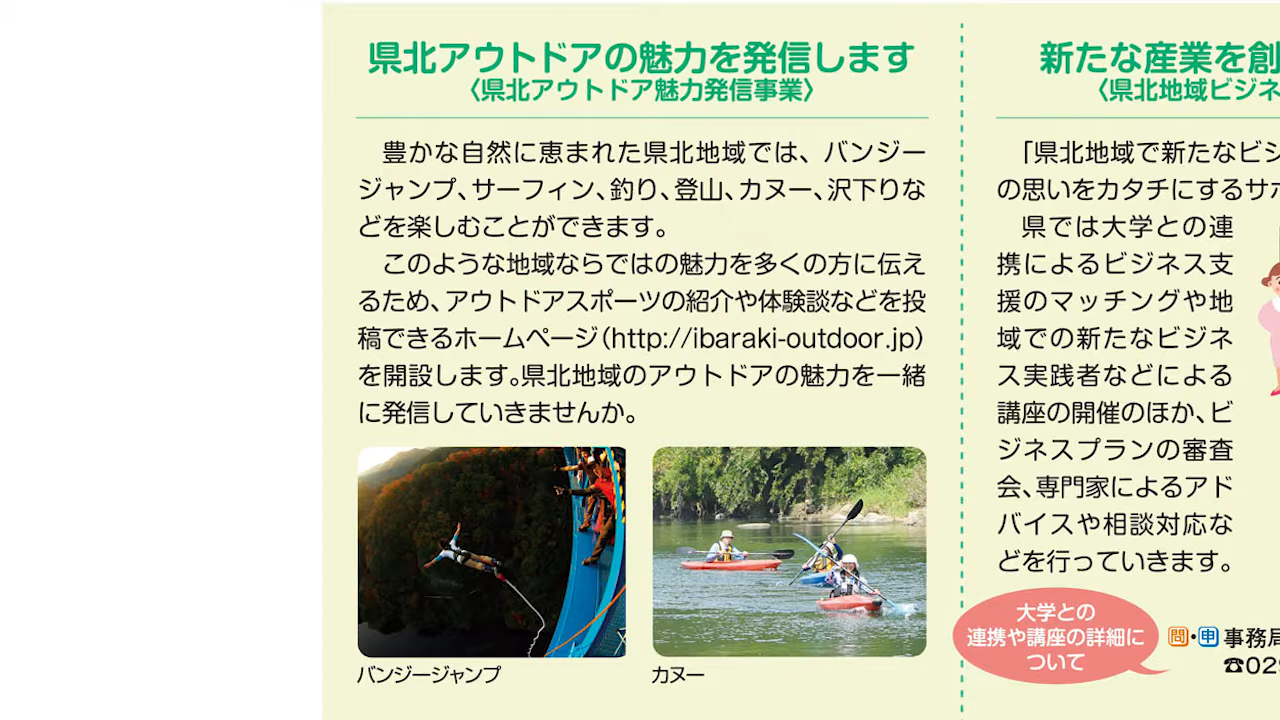 県北アウトドアの魅力を発信します
〈県北アウトドア魅力発信事業〉
豊かな自然に恵まれた県北地域では、バンジー
ジャンプ、サーフィン、釣り、登山、カヌー、沢下りな
どを楽しむことができます。
このような地域ならではの魅力を多くの方に伝え
るため、アウトドアスポーツの紹介や体験談などを投
稿できるホームページ（http://ibaraki-outdoor.jp）
を開設します。県北地域のアウトドアの魅力を一緒
に発信していきませんか。
バンジージャンプ
カヌー
新たな産業を創
〈県北地域ビジネ
「県北地域で新たなビジ
の思いをカタチにするサポ
県では大学との連
携によるビジネス支
援のマッチングや地
域での新たなビジネ
ス実践者などによる
講座の開催のほか、ビ
ジネスプランの審査
会、専門家によるアド
バイスや相談対応な
どを行っていきます。
大学との
連携や講座の詳細に
ついて
問・申 事務局
☎029